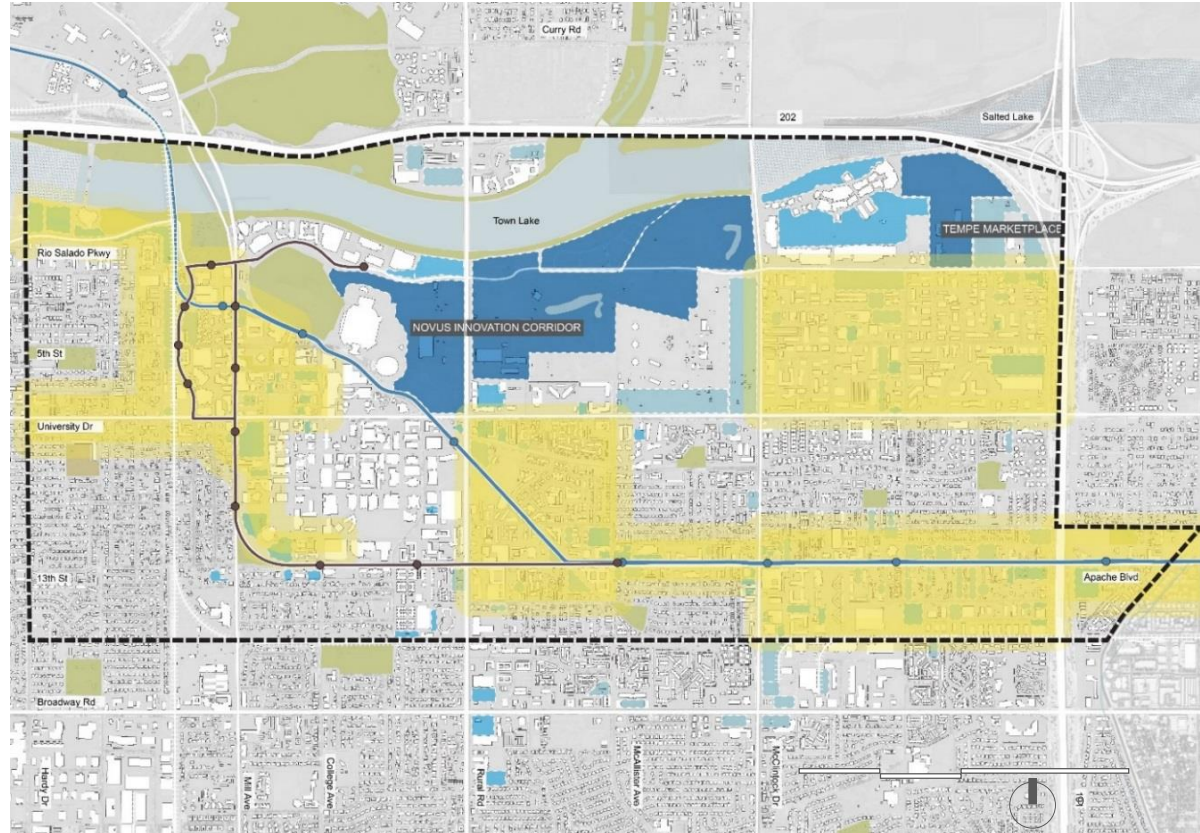 Curry Rd
202
Salted Lake
Town Lake
Rio Salado Pkwy
TEMPE MARKETPLACE
NOVUS INNOVATION CORRIDOR
5th St
University Dr
13th St
Apache Blvd
Broadway Rd
Hardy Dr
Mill Ave
College Ave
Rural Rd
McAllister Ave
McClintock Dr
101